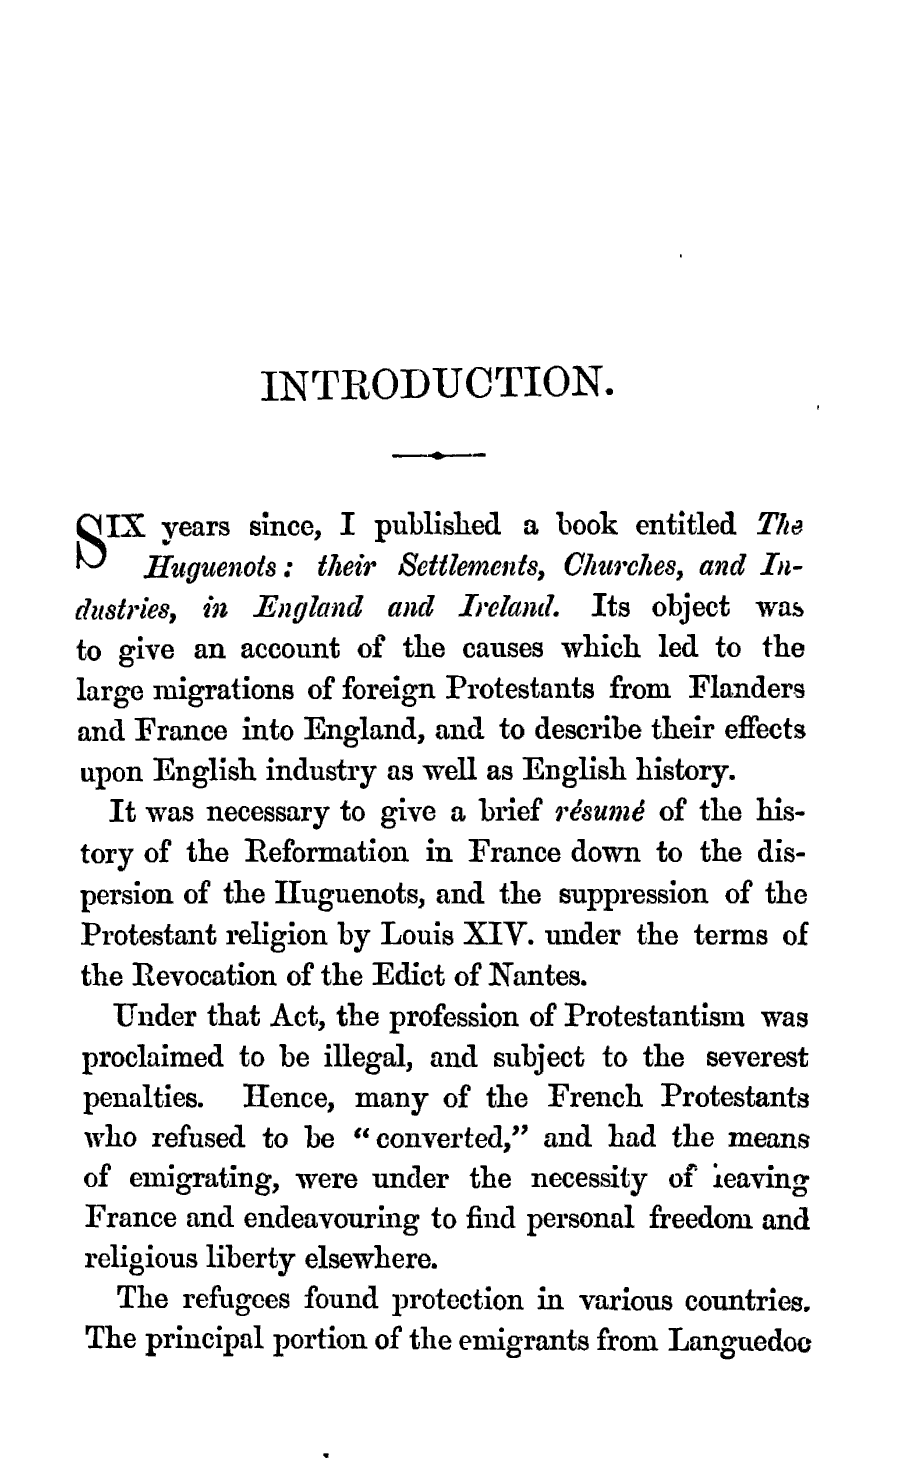 INTRODUCTION.
SIX years since, I published a book entitled The
Huguenots: their Settlements, Churches, and In-
dustries, in England and Ireland. Its object was
to give an account of the causes which led to the
large migrations of foreign Protestants from Flanders
and France into England, and to describe their effects
upon English industry as well as English history.
It was necessary to give a brief résumé of the his-
tory of the Reformation in France down to the dis-
persion of the Huguenots, and the suppression of the
Protestant religion by Louis XIV. under the terms of
the Revocation of the Edict of Nantes.
Under that Act, the profession of Protestantism was
proclaimed to be illegal, and subject to the severest
penalties. Hence, many of the French Protestants
who refused to be “converted,” and had the means
of emigrating, were under the necessity of leaving
France and endeavouring to find personal freedom and
religious liberty elsewhere.
The refugees found protection in various countries.
The principal portion of the emigrants from Languedoc